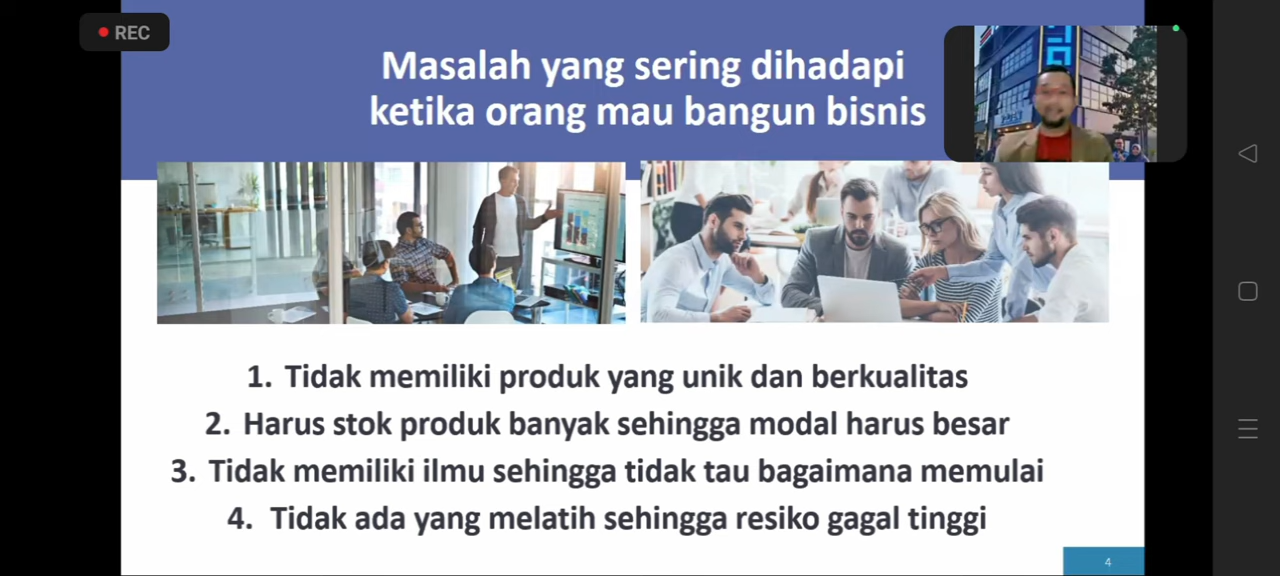 REC
Masalah yang sering dihadapi
ketika orang mau bangun bisnis
1. Tidak memiliki produk yang unik dan berkualitas
2. Harus stok produk banyak sehingga modal harus besar
3. Tidak memiliki ilmu sehingga tidak tau bagaimana memulai
4. Tidak ada yang melatih sehingga resiko gagal tinggi
4